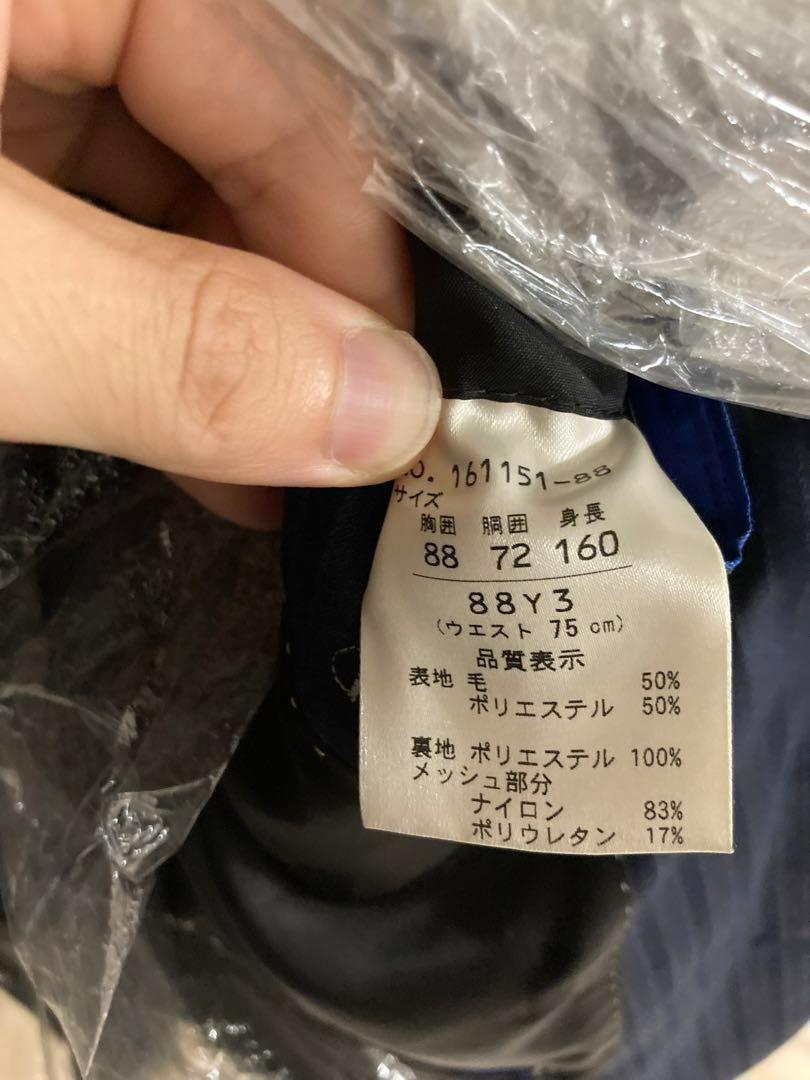 O. 161151-88
サイズ
胸囲 胴囲 身長
88 72 160
88Y3
(ウエスト 75cm)
品質表示
表地 毛 50%
ポリエステル 50%
裏地 ポリエステル 100%
メッシュ部分
ナイロン 83%
ポリウレタン 17%